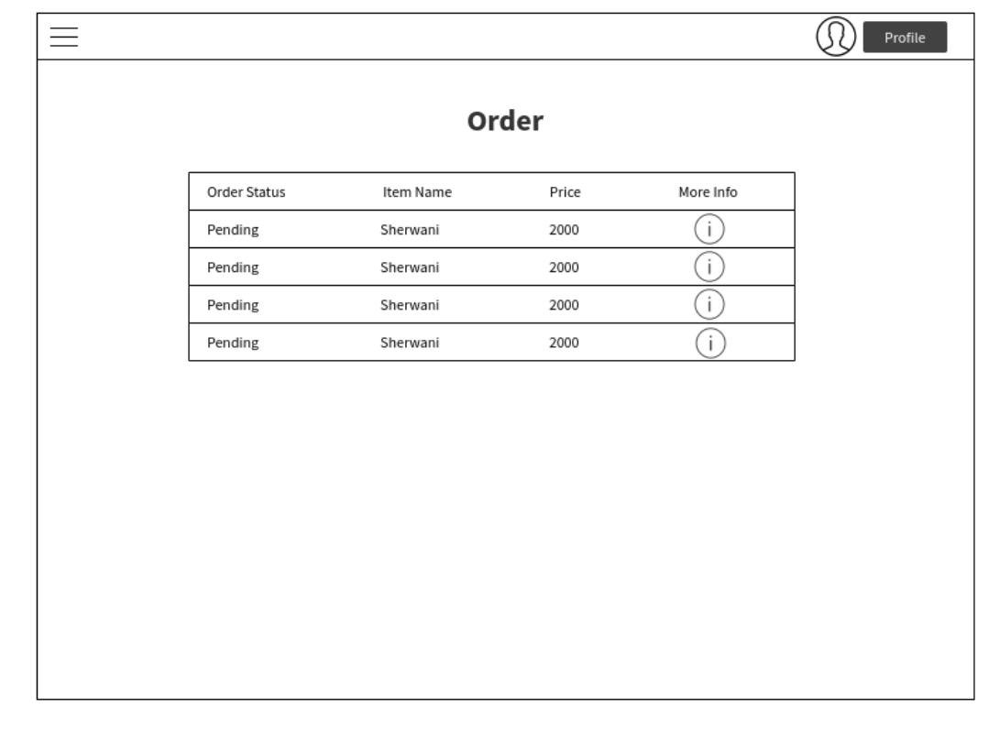 Profile
Order
Order Status Item Name Price More Info
Pending Sherwani 2000 i
Pending Sherwani 2000 i
Pending Sherwani 2000 i
Pending Sherwani 2000 i